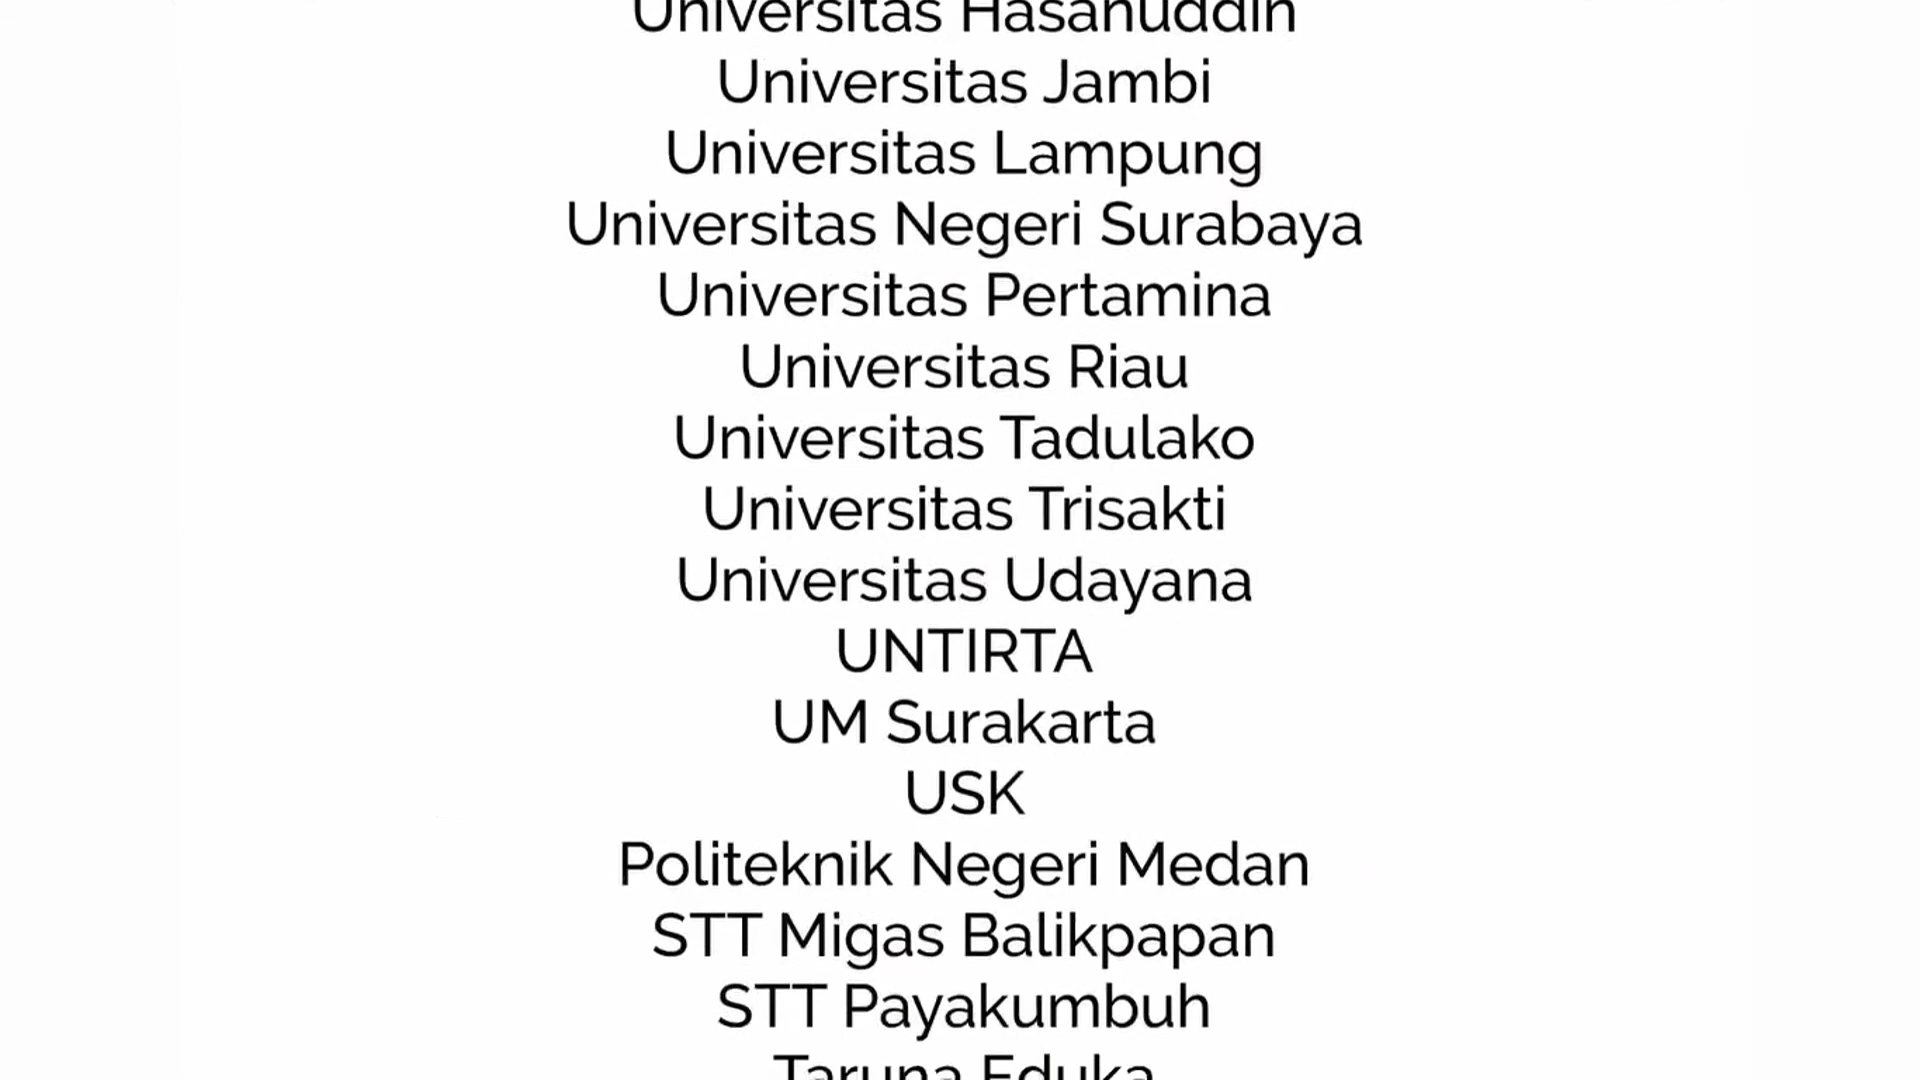 Universitas Hasanuddin
Universitas Jambi
Universitas Lampung
Universitas Negeri Surabaya
Universitas Pertamina
Universitas Riau
Universitas Tadulako
Universitas Trisakti
Universitas Udayana
UNTIRTA
UM Surakarta
USK
Politeknik Negeri Medan
STT Migas Balikpapan
STT Payakumbuh
Taruna Eduka